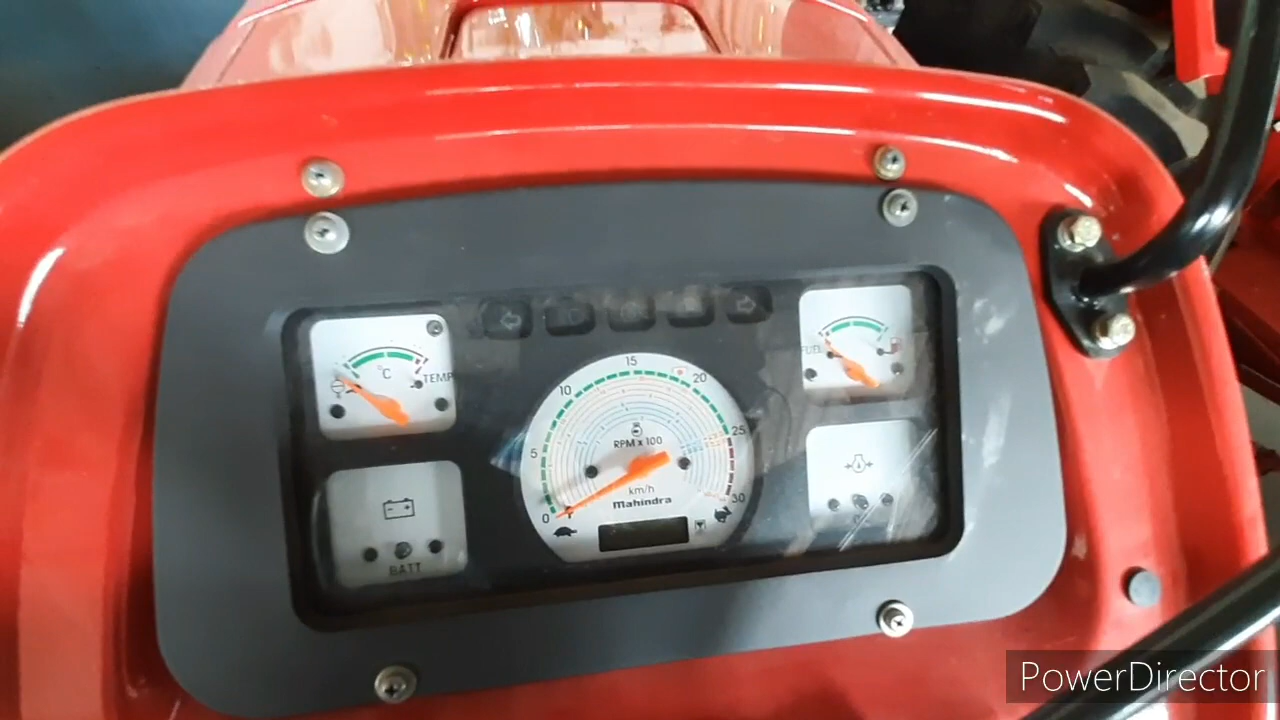 °C
TEMP
FUEL
0
5
10
15
20
25
30
RPM x 100
km/h
Mahindra
BATT
PowerDirector